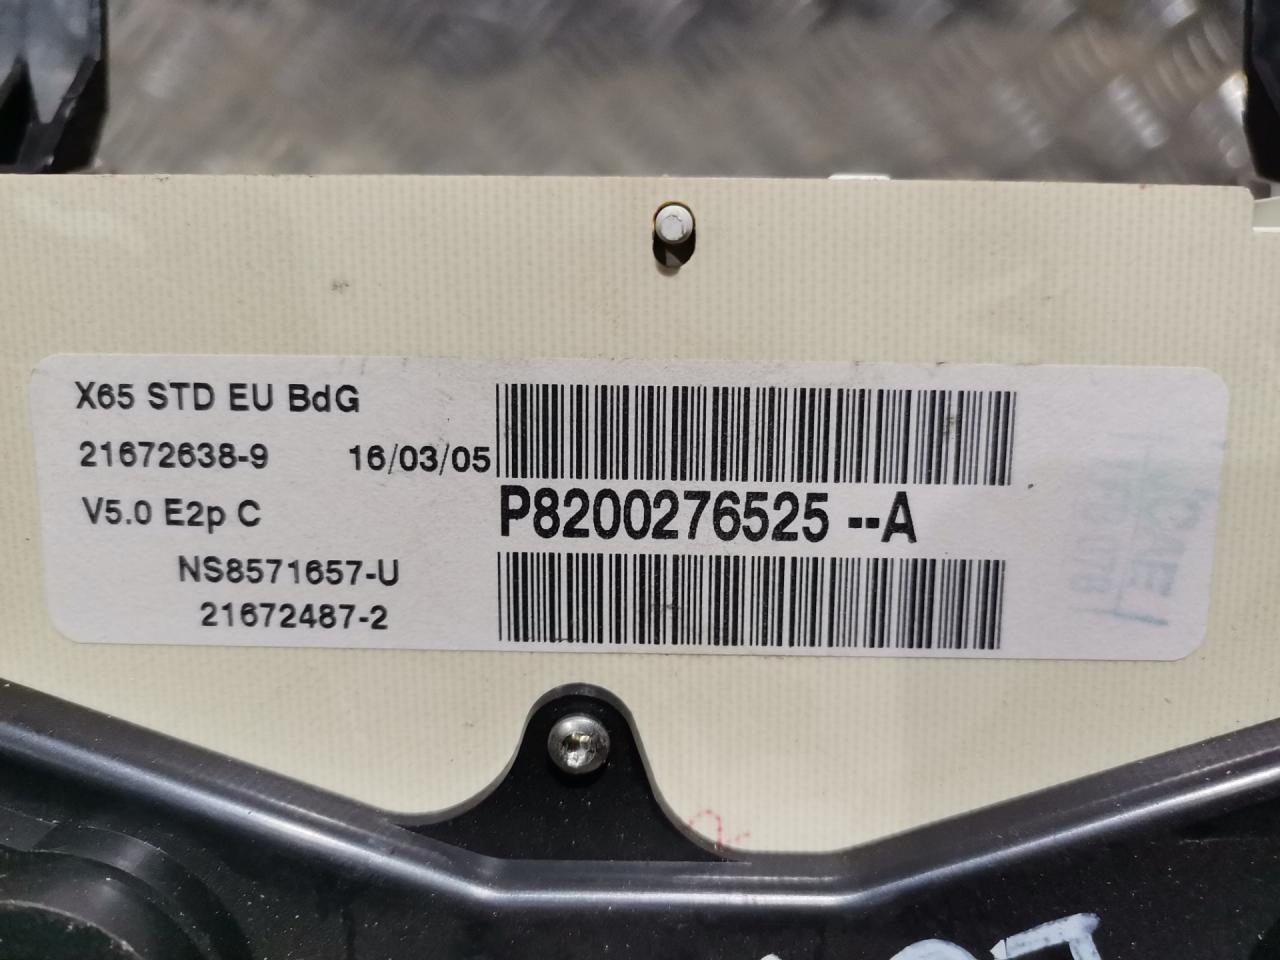 X65 STD EU BdG
21672638-9 16/03/05
V5.0 E2p C
P8200276525 --A
NS8571657-U
21672487-2